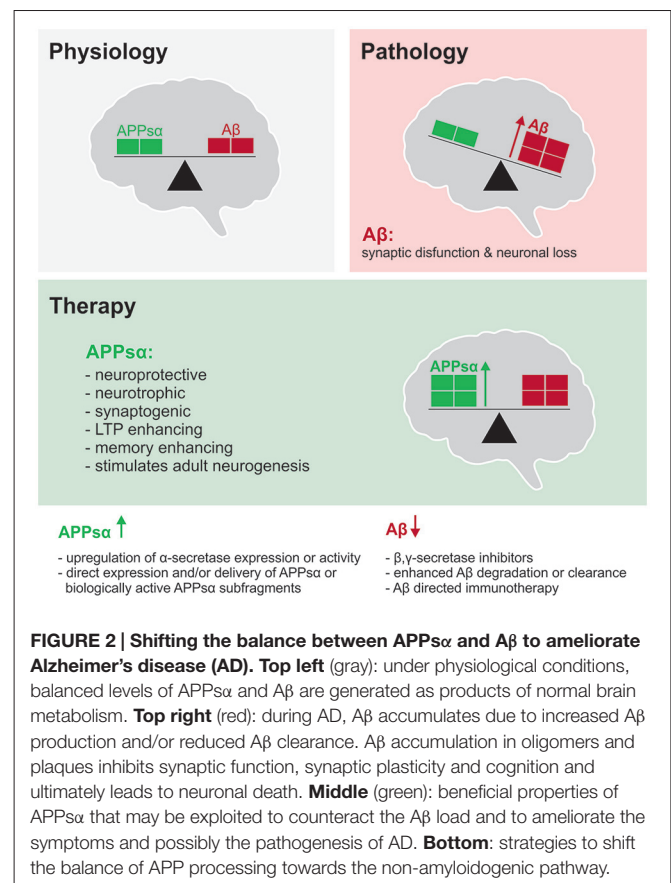 Physiology
APPsα
Aβ
Pathology
Aβ
Aβ:
synaptic disfunction & neuronal loss
Therapy
APPsα:
- neuroprotective
- neurotrophic
- synaptogenic
- LTP enhancing
- memory enhancing
- stimulates adult neurogenesis
APPsα
APPsα
- upregulation of α-secretase expression or activity
- direct expression and/or delivery of APPsα or
biologically active APPsα subfragments
Aβ
- β,γ-secretase inhibitors
- enhanced Aβ degradation or clearance
- Aβ directed immunotherapy
FIGURE 2 | Shifting the balance between APPsα and Aβ to ameliorate
Alzheimer's disease (AD). Top left (gray): under physiological conditions,
balanced levels of APPsα and Aβ are generated as products of normal brain
metabolism. Top right (red): during AD, Aβ accumulates due to increased Aβ
production and/or reduced Aβ clearance. Aβ accumulation in oligomers and
plaques inhibits synaptic function, synaptic plasticity and cognition and
ultimately leads to neuronal death. Middle (green): beneficial properties of
APPsα that may be exploited to counteract the Aβ load and to ameliorate the
symptoms and possibly the pathogenesis of AD. Bottom: strategies to shift
the balance of APP processing towards the non-amyloidogenic pathway.